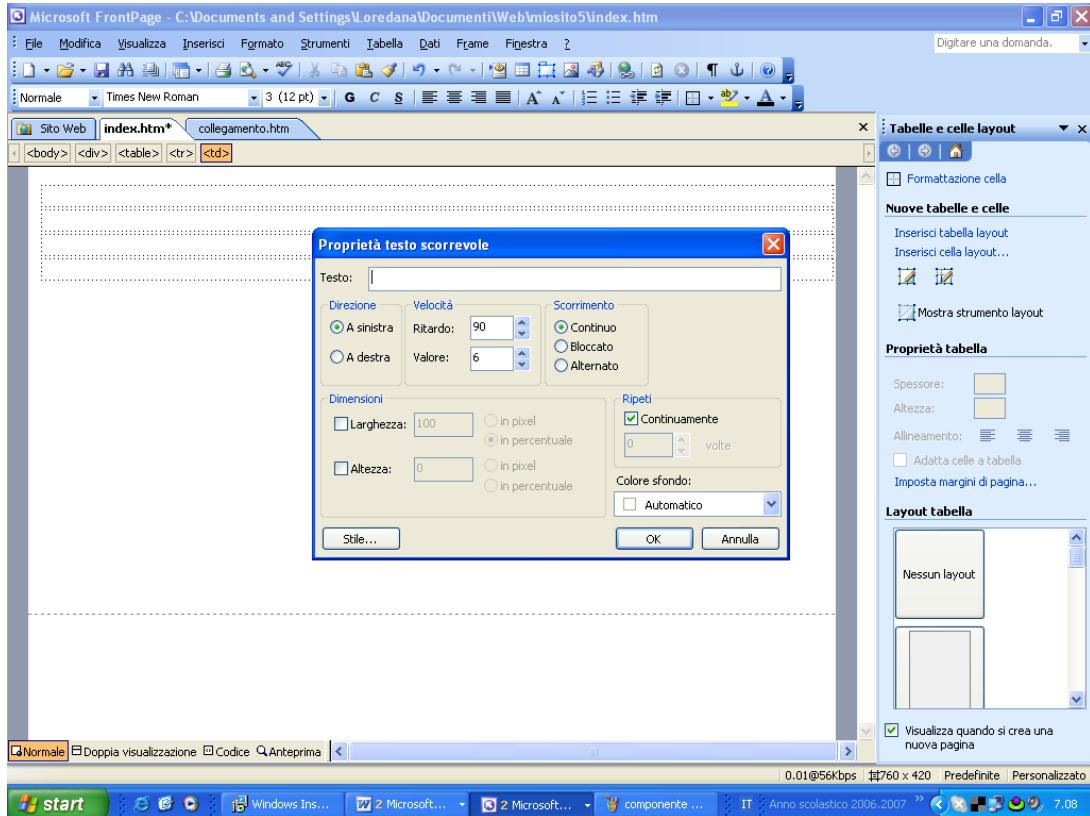 Microsoft FrontPage - C:\Documents and Settings\Loredana\Documenti\Web\miosito5\index.htm
File Modifica Visualizza Inserisci Formato Strumenti Tabella Dati Frame Finestra ?
Digitare una domanda.
Normale Times New Roman 3 (12 pt) G C S
Sito Web index.htm* collegamento.htm
<body> <div> <table> <tr> <td>
Proprietà testo scorrevole
Testo:
Direzione Velocità Scorrimento
A sinistra Ritardo: 90 Continuo
Bloccato
A destra Valore: 6 Alternato
Dimensioni Ripeti
Larghezza: 100 in pixel Continuamente
in percentuale 0 volte
Altezza: 0 in pixel
in percentuale
Colore sfondo:
Automatico
Stile... OK Annulla
Tabelle e celle layout
Formattazione cella
Nuove tabelle e celle
Inserisci tabella layout
Inserisci cella layout...
Mostra strumento layout
Proprietà tabella
Spessore:
Altezza:
Allineamento:
Adatta celle a tabella
Imposta margini di pagina...
Layout tabella
Nessun layout
Visualizza quando si crea una
nuova pagina
Normale Doppia visualizzazione Codice Anteprima
0.01@56Kbps 760 x 420 Predefinite Personalizzato
start Windows Ins... 2 Microsoft... 2 Microsoft... componente ... IT Anno scolastico 2006.2007 » 7.08